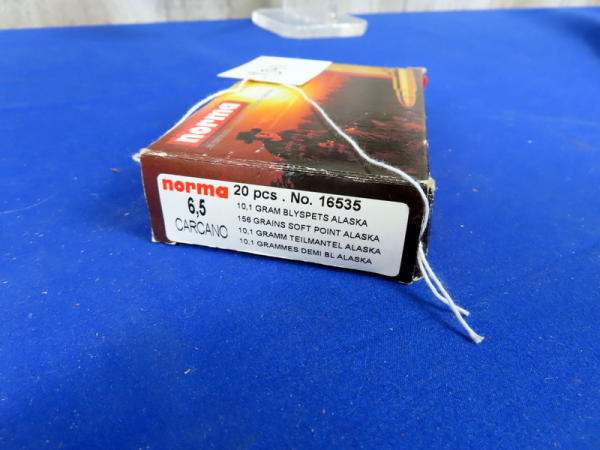 norma
norma 20 pcs . No. 16535
6,5
CARCANO
10,1 GRAM BLYSPETS ALASKA
156 GRAINS SOFT POINT ALASKA
10,1 GRAMM TEILMANTEL ALASKA
10,1 GRAMMES DEMI BL ALASKA